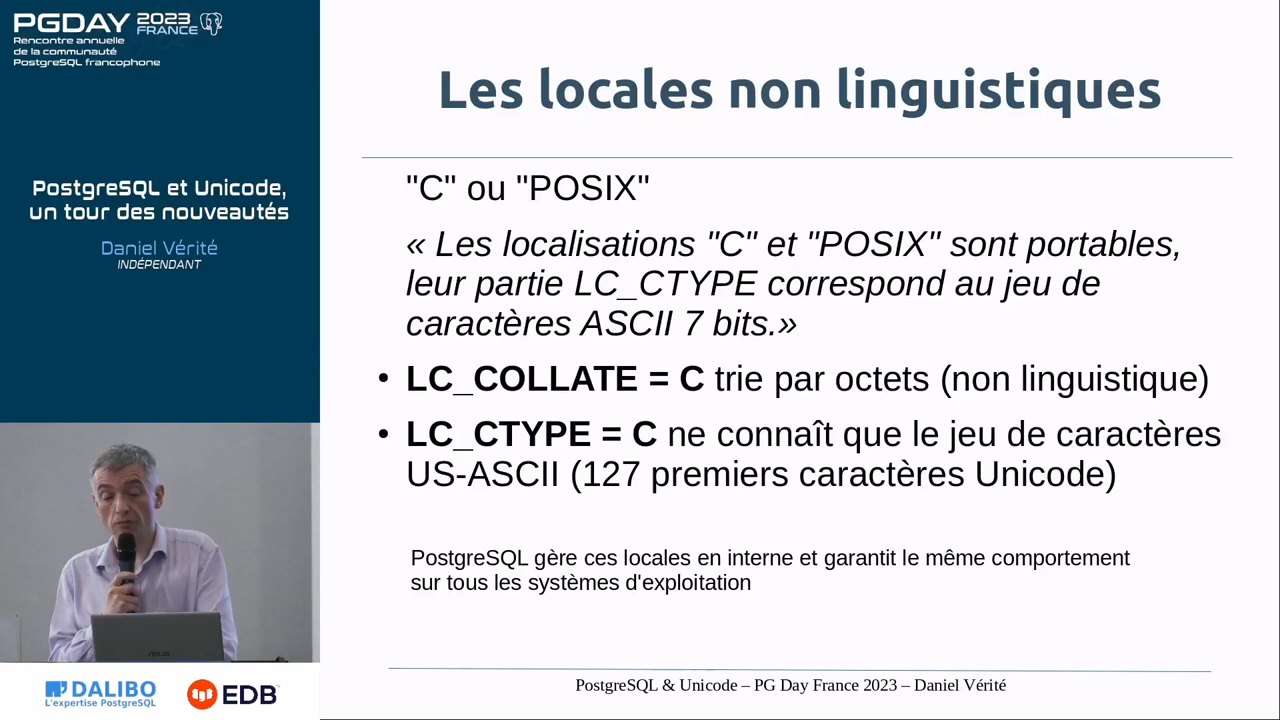 PGDAY 2023 FRANCE
Rencontre annuelle
de la communauté
PostgreSQL francophone
PostgreSQL et Unicode,
un tour des nouveautés
Daniel Vérité
INDÉPENDANT
ASUS
DALIBO
L'expertise PostgreSQL
EDB
Les locales non linguistiques
"C" ou "POSIX"
« Les localisations "C" et "POSIX" sont portables,
leur partie LC_CTYPE correspond au jeu de
caractères ASCII 7 bits.»
• LC_COLLATE = C trie par octets (non linguistique)
• LC_CTYPE = C ne connaît que le jeu de caractères
US-ASCII (127 premiers caractères Unicode)
PostgreSQL gère ces locales en interne et garantit le même comportement
sur tous les systèmes d'exploitation
PostgreSQL & Unicode – PG Day France 2023 – Daniel Vérité